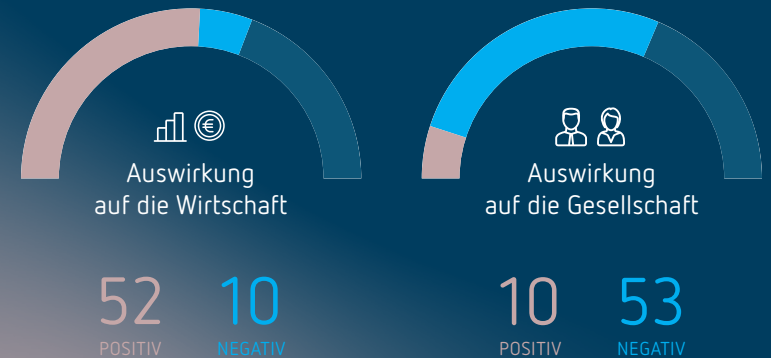 €
Auswirkung
auf die Wirtschaft
52 10
POSITIV NEGATIV
Auswirkung
auf die Gesellschaft
10 53
POSITIV NEGATIV